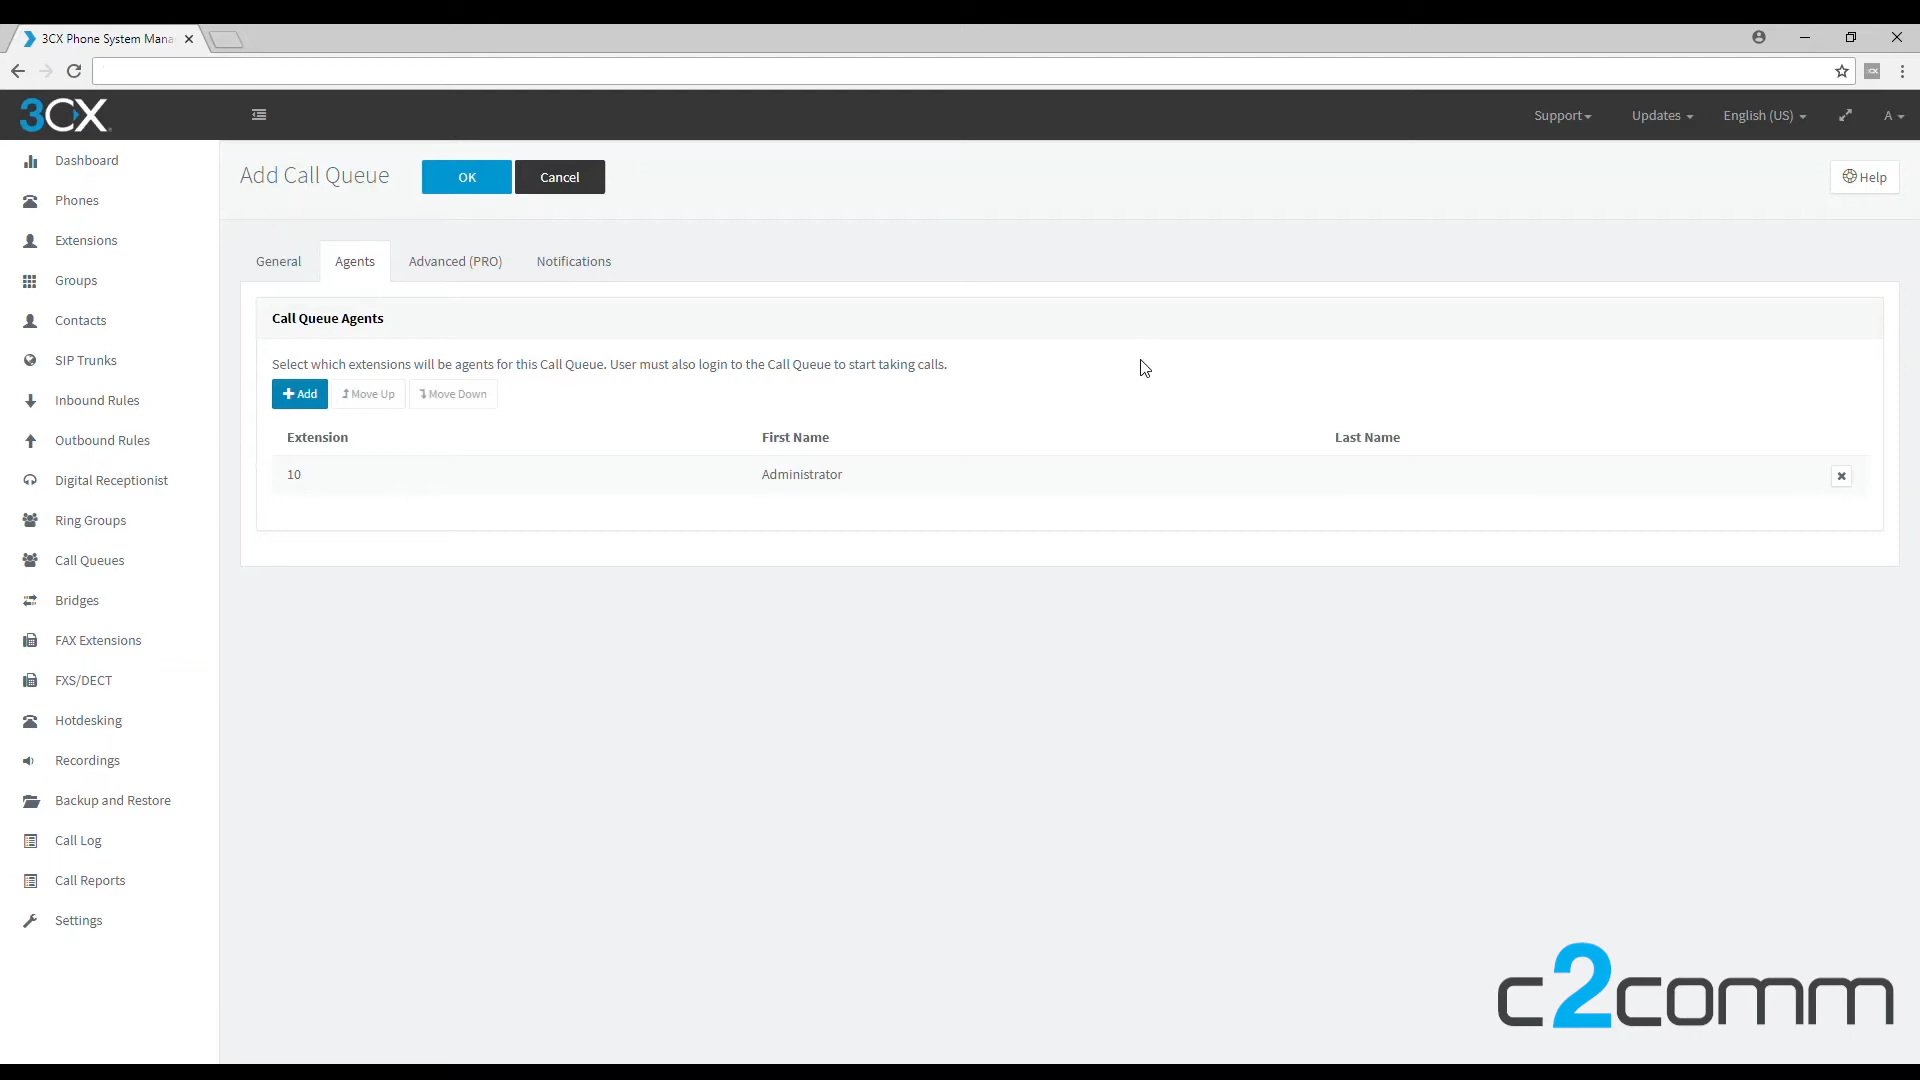 3CX Phone System Mana
3CX
Support
Updates
English (US)
A
Dashboard
Phones
Extensions
Groups
Contacts
SIP Trunks
Inbound Rules
Outbound Rules
Digital Receptionist
Ring Groups
Call Queues
Bridges
FAX Extensions
FXS/DECT
Hotdesking
Recordings
Backup and Restore
Call Log
Call Reports
Settings
Add Call Queue
OK
Cancel
Help
General
Agents
Advanced (PRO)
Notifications
Call Queue Agents
Select which extensions will be agents for this Call Queue. User must also login to the Call Queue to start taking calls.
Add
Move Up
Move Down
Extension
First Name
Last Name
10
Administrator
c2comm